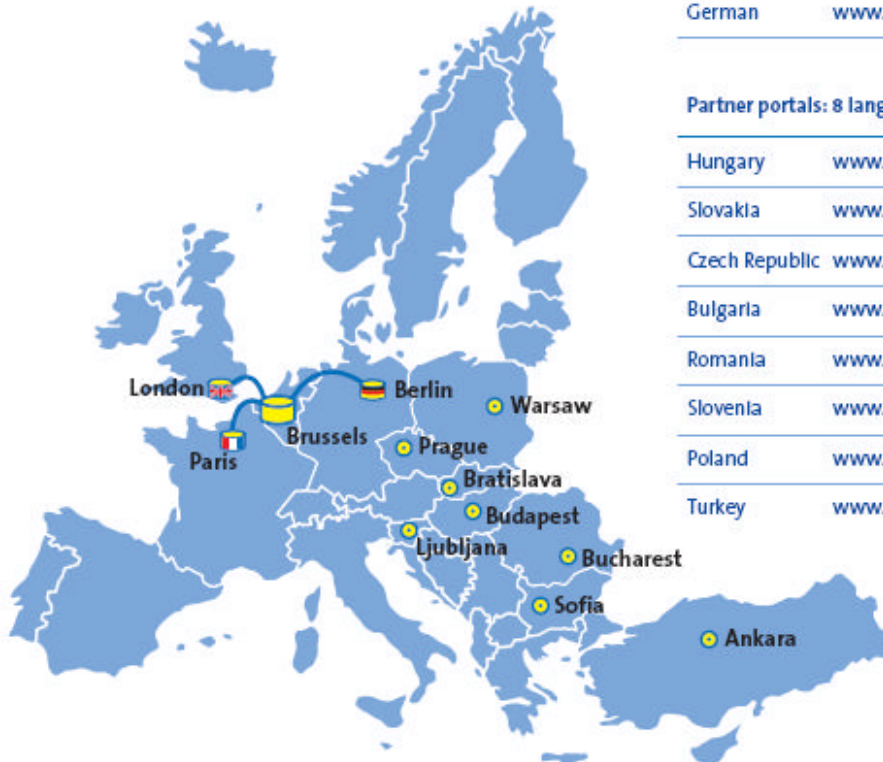 German www.
Partner portals: 8 lang
Hungary www.
Slovakia www.
Czech Republic www.
Bulgaria www.
Romania www.
Slovenia www.
Poland www.
Turkey www.
London
Berlin
Warsaw
Brussels
Paris
Prague
Bratislava
Budapest
Ljubljana
Bucharest
Sofia
Ankara